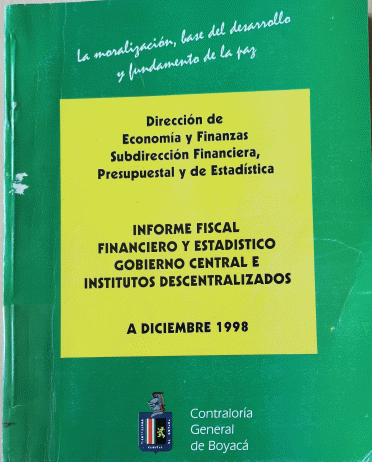 La moralización, base del desarrollo
y fundamento de la paz
Dirección de
Economía y Finanzas
Subdirección Financiera,
Presupuestal y de Estadística
INFORME FISCAL
FINANCIERO Y ESTADISTICO
GOBIERNO CENTRAL E
INSTITUTOS DESCENTRALIZADOS
A DICIEMBRE 1998
Contraloría
General
de Boyacá